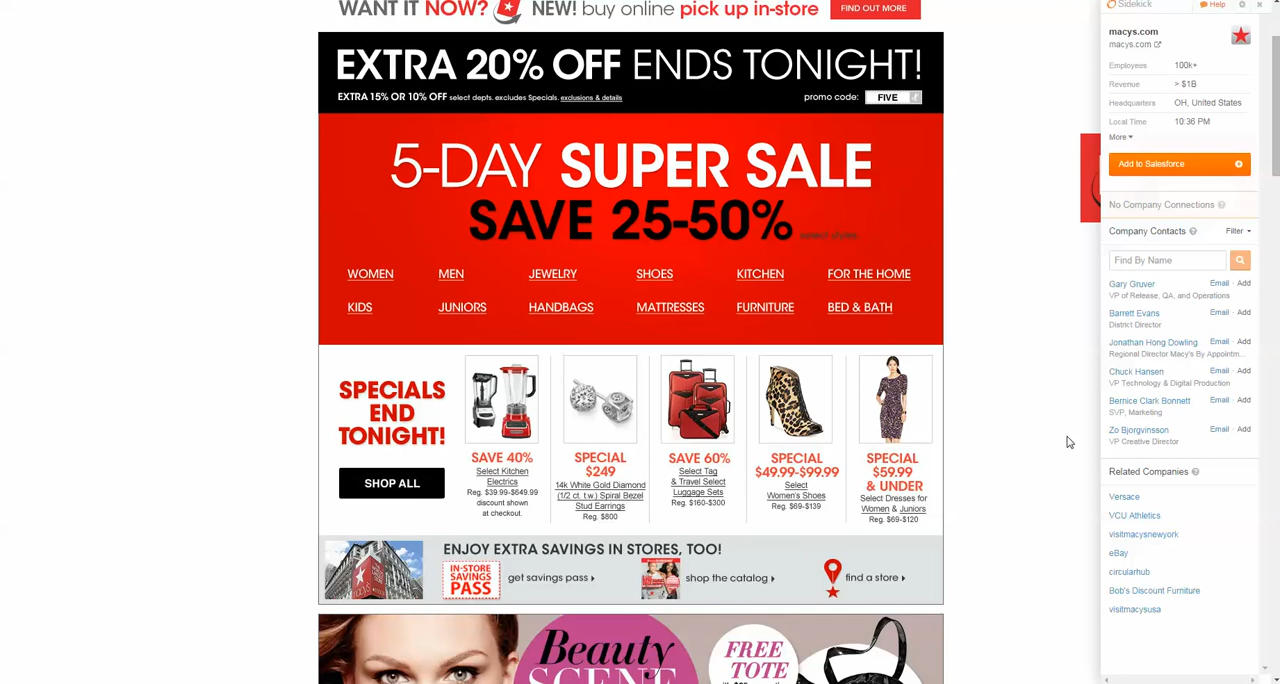 WANT IT NOW? NEW! buy online pick up in-store FIND OUT MORE
EXTRA 20% OFF ENDS TONIGHT!
EXTRA 15% OR 10% OFF select depts. excludes Specials. exclusions & details
promo code: FIVE
5-DAY SUPER SALE
SAVE 25-50% select styles
WOMEN MEN JEWELRY SHOES KITCHEN FOR THE HOME
KIDS JUNIORS HANDBAGS MATTRESSES FURNITURE BED & BATH
SPECIALS
END
TONIGHT!
SHOP ALL
SAVE 40%
Select Kitchen
Electrics
Reg. $39.99-$649.99
discount shown
at checkout.
SPECIAL
$249
14k White Gold Diamond
(1/2 ct. t.w.) Spiral Bezel
Stud Earrings
Reg. $800
SAVE 60%
Select Tag
& Travel Select
Luggage Sets
Reg. $160-$300
SPECIAL
$49.99-$99.99
Select
Women's Shoes
Reg. $69-$139
SPECIAL
$59.99
& UNDER
Select Dresses for
Women & Juniors
Reg. $69-$120
ENJOY EXTRA SAVINGS IN STORES, TOO!
IN-STORE
SAVINGS
PASS
get savings pass
shop the catalog
find a store
Beauty
SCENE
FREE
TOTE
Sidekick Help
macys.com
macys.com
Employees 100k+
Revenue > $1B
Headquarters OH, United States
Local Time 10:36 PM
More
Add to Salesforce
No Company Connections
Company Contacts Filter
Find By Name
Gary Gruver Email · Add
VP of Release, QA, and Operations
Barrett Evans Email · Add
District Director
Jonathan Hong Dowling Email · Add
Regional Director Macy's By Appointm...
Chuck Hansen Email · Add
VP Technology & Digital Production
Bernice Clark Bonnett Email · Add
SVP, Marketing
Zo Bjorgvinsson Email · Add
VP Creative Director
Related Companies
Versace
VCU Athletics
visitmacysnewyork
eBay
circularhub
Bob's Discount Furniture
visitmacysusa